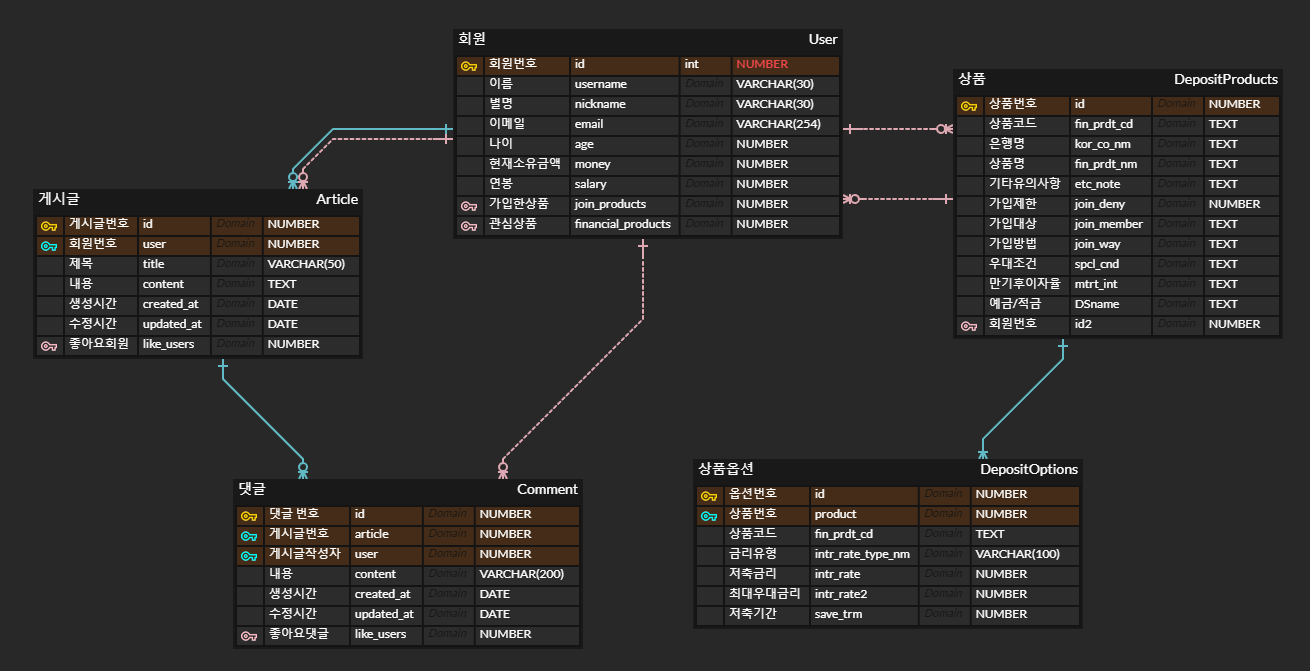 회원 User
회원번호 id int NUMBER
이름 username Domain VARCHAR(30)
별명 nickname Domain VARCHAR(30)
이메일 email Domain VARCHAR(254)
나이 age Domain NUMBER
현재소유금액 money Domain NUMBER
연봉 salary Domain NUMBER
가입한상품 join_products Domain NUMBER
관심상품 financial_products Domain NUMBER
상품 DepositProducts
상품번호 id Domain NUMBER
상품코드 fin_prdt_cd Domain TEXT
은행명 kor_co_nm Domain TEXT
상품명 fin_prdt_nm Domain TEXT
기타유의사항 etc_note Domain TEXT
가입제한 join_deny Domain NUMBER
가입대상 join_member Domain TEXT
가입방법 join_way Domain TEXT
우대조건 spcl_cnd Domain TEXT
만기후이자율 mtrt_int Domain TEXT
예금/적금 DSname Domain TEXT
회원번호 id2 Domain NUMBER
게시글 Article
게시글번호 id Domain NUMBER
회원번호 user Domain NUMBER
제목 title Domain VARCHAR(50)
내용 content Domain TEXT
생성시간 created_at Domain DATE
수정시간 updated_at Domain DATE
좋아요회원 like_users Domain NUMBER
댓글 Comment
댓글 번호 id Domain NUMBER
게시글번호 article Domain NUMBER
게시글작성자 user Domain NUMBER
내용 content Domain VARCHAR(200)
생성시간 created_at Domain DATE
수정시간 updated_at Domain DATE
좋아요댓글 like_users Domain NUMBER
상품옵션 DepositOptions
옵션번호 id Domain NUMBER
상품번호 product Domain NUMBER
상품코드 fin_prdt_cd Domain TEXT
금리유형 intr_rate_type_nm Domain VARCHAR(100)
저축금리 intr_rate Domain NUMBER
최대우대금리 intr_rate2 Domain NUMBER
저축기간 save_trm Domain NUMBER